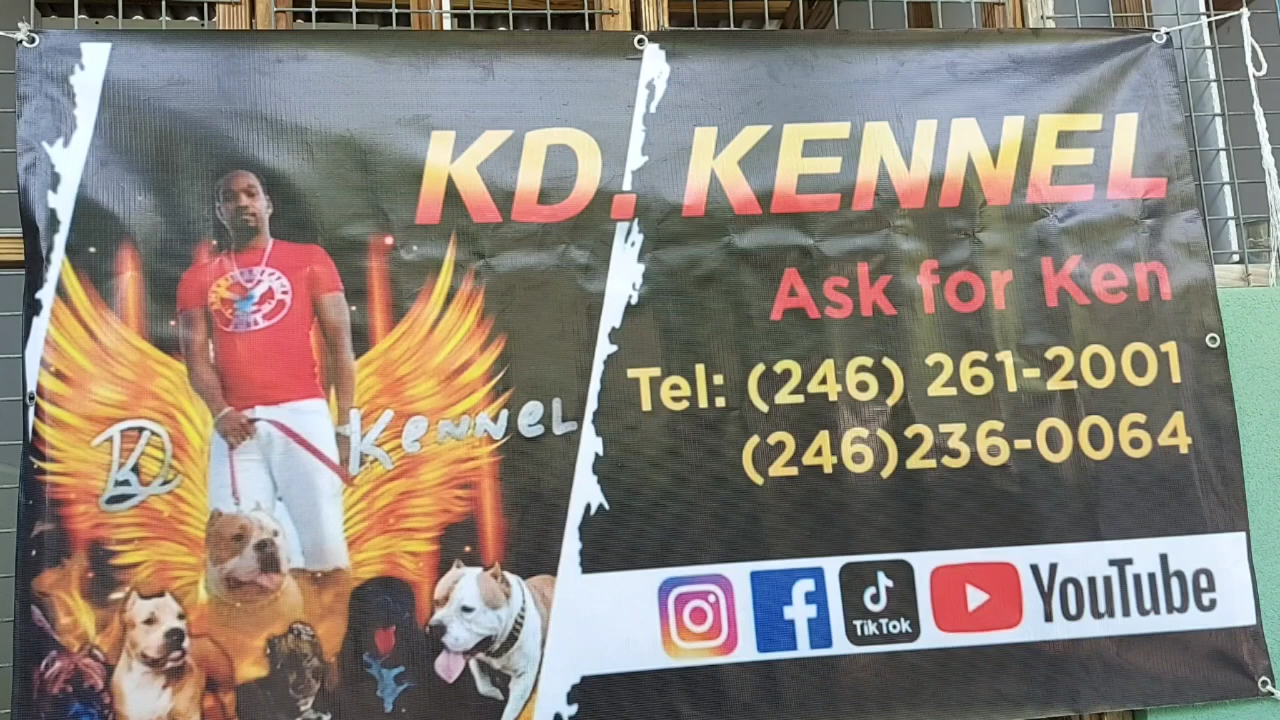 KD. KENNEL
Ask for Ken
Tel: (246) 261-2001
(246)236-0064
KD Kennel
TikTok
YouTube